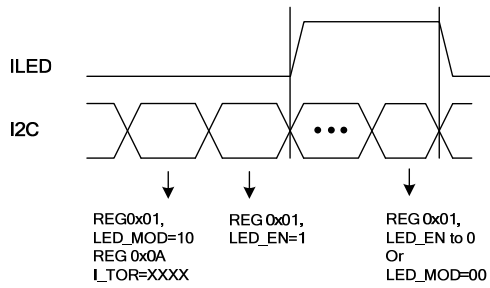 ILED
I2C
REG0x01,
LED_MOD=10
REG 0x0A
I_TOR=XXXX
REG 0x01,
LED_EN=1
REG 0x01,
LED_EN to 0
Or
LED_MOD=00